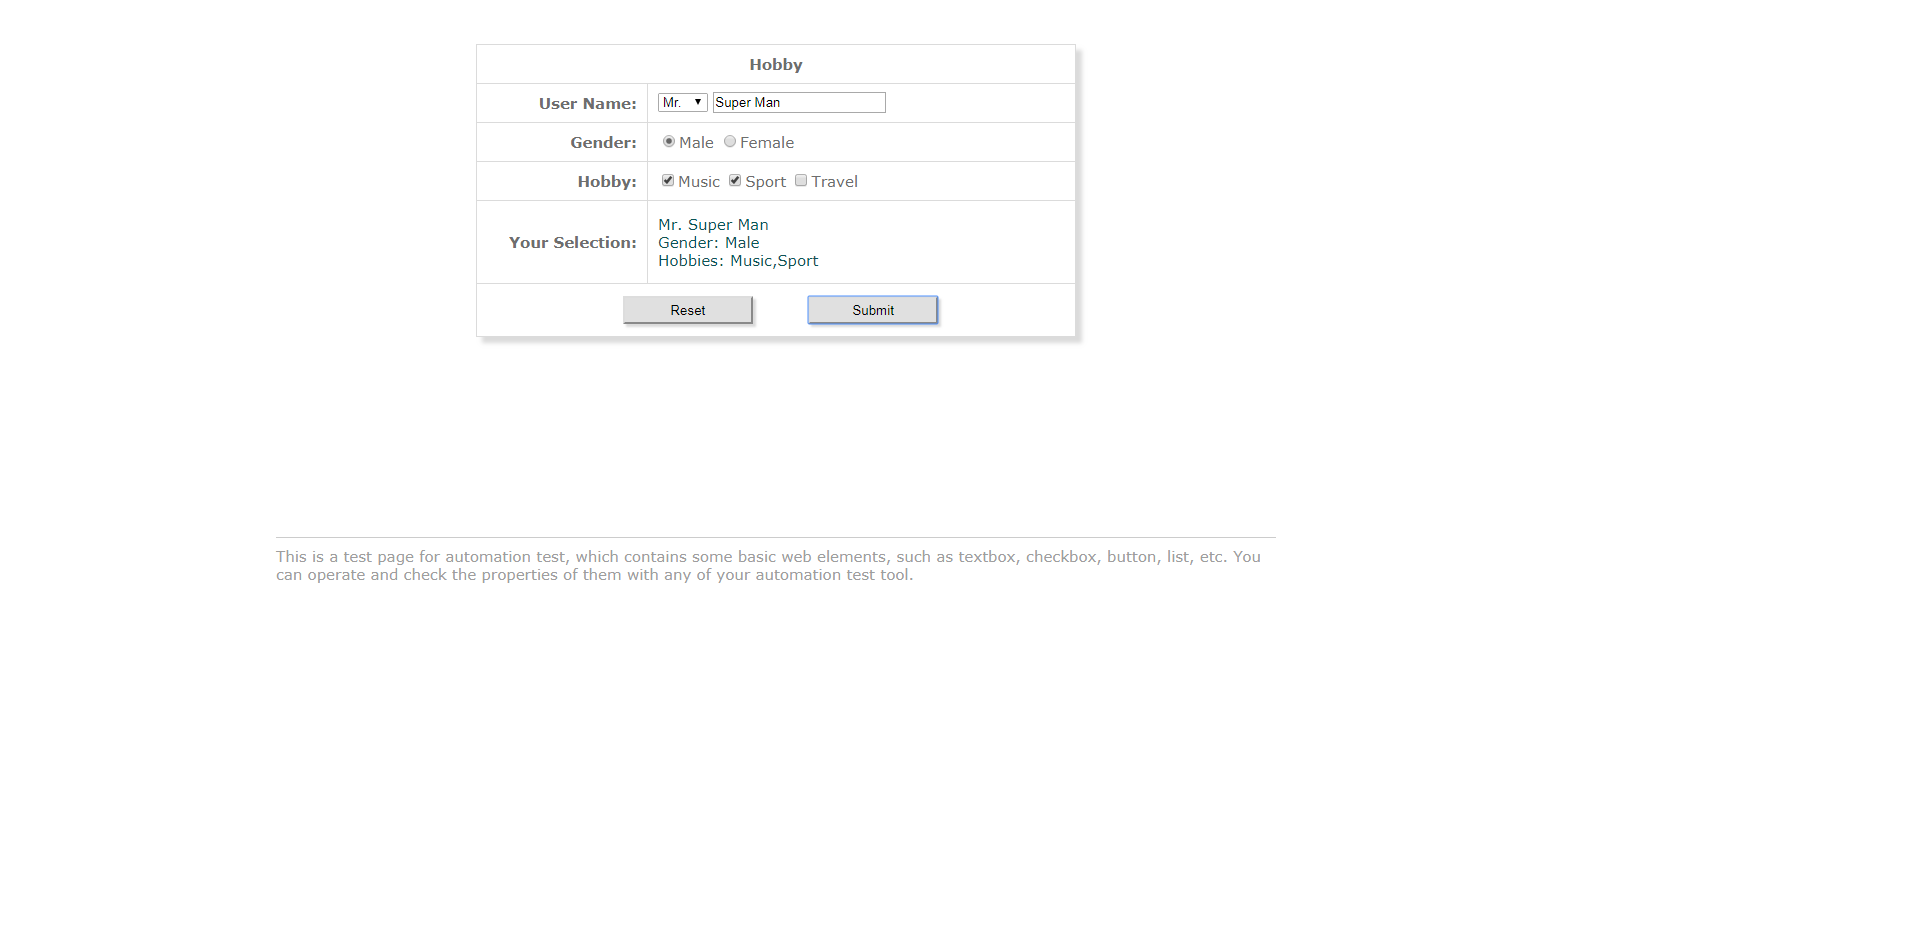 Hobby
User Name: Mr. Super Man
Gender: Male Female
Hobby: Music Sport Travel
Your Selection:
Mr. Super Man
Gender: Male
Hobbies: Music,Sport
Reset Submit
This is a test page for automation test, which contains some basic web elements, such as textbox, checkbox, button, list, etc. You
can operate and check the properties of them with any of your automation test tool.